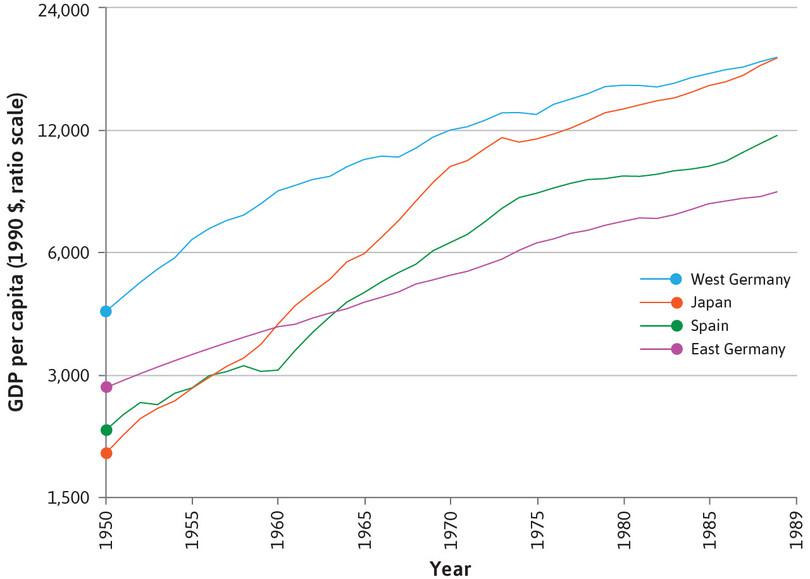 GDP per capita (1990 $, ratio scale)
24,000
12,000
6,000
3,000
1,500
West Germany
Japan
Spain
East Germany
1950
1955
1960
1965
1970
1975
1980
1985
1989
Year